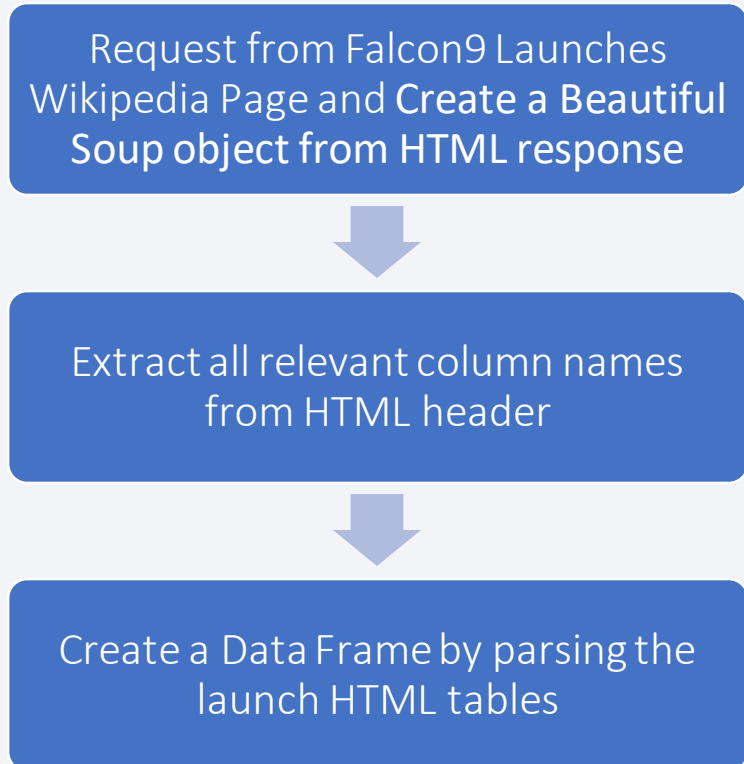 Request from Falcon9 Launches
Wikipedia Page and Create a Beautiful
Soup object from HTML response
Extract all relevant column names
from HTML header
Create a Data Frame by parsing the
launch HTML tables